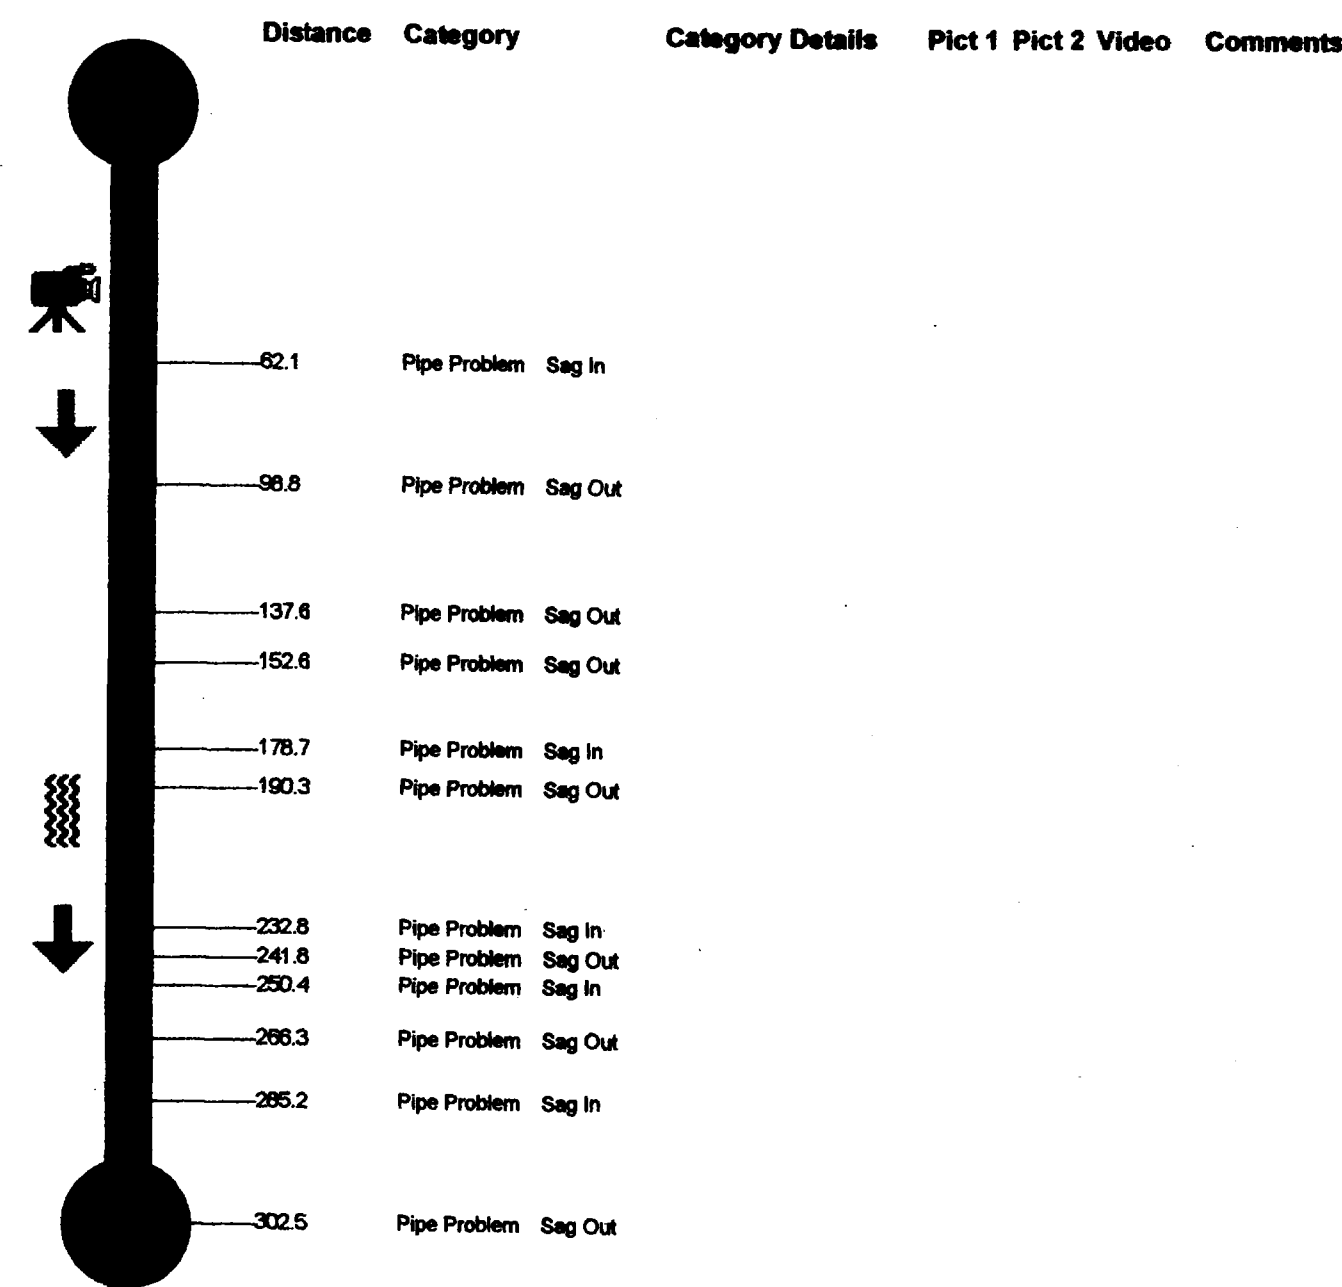 Distance Category Category Details Pict 1 Pict 2 Video Comments
62.1 Pipe Problem Sag In
98.8 Pipe Problem Sag Out
137.6 Pipe Problem Sag Out
152.6 Pipe Problem Sag Out
178.7 Pipe Problem Sag In
190.3 Pipe Problem Sag Out
232.8 Pipe Problem Sag In
241.8 Pipe Problem Sag Out
250.4 Pipe Problem Sag In
266.3 Pipe Problem Sag Out
285.2 Pipe Problem Sag In
302.5 Pipe Problem Sag Out